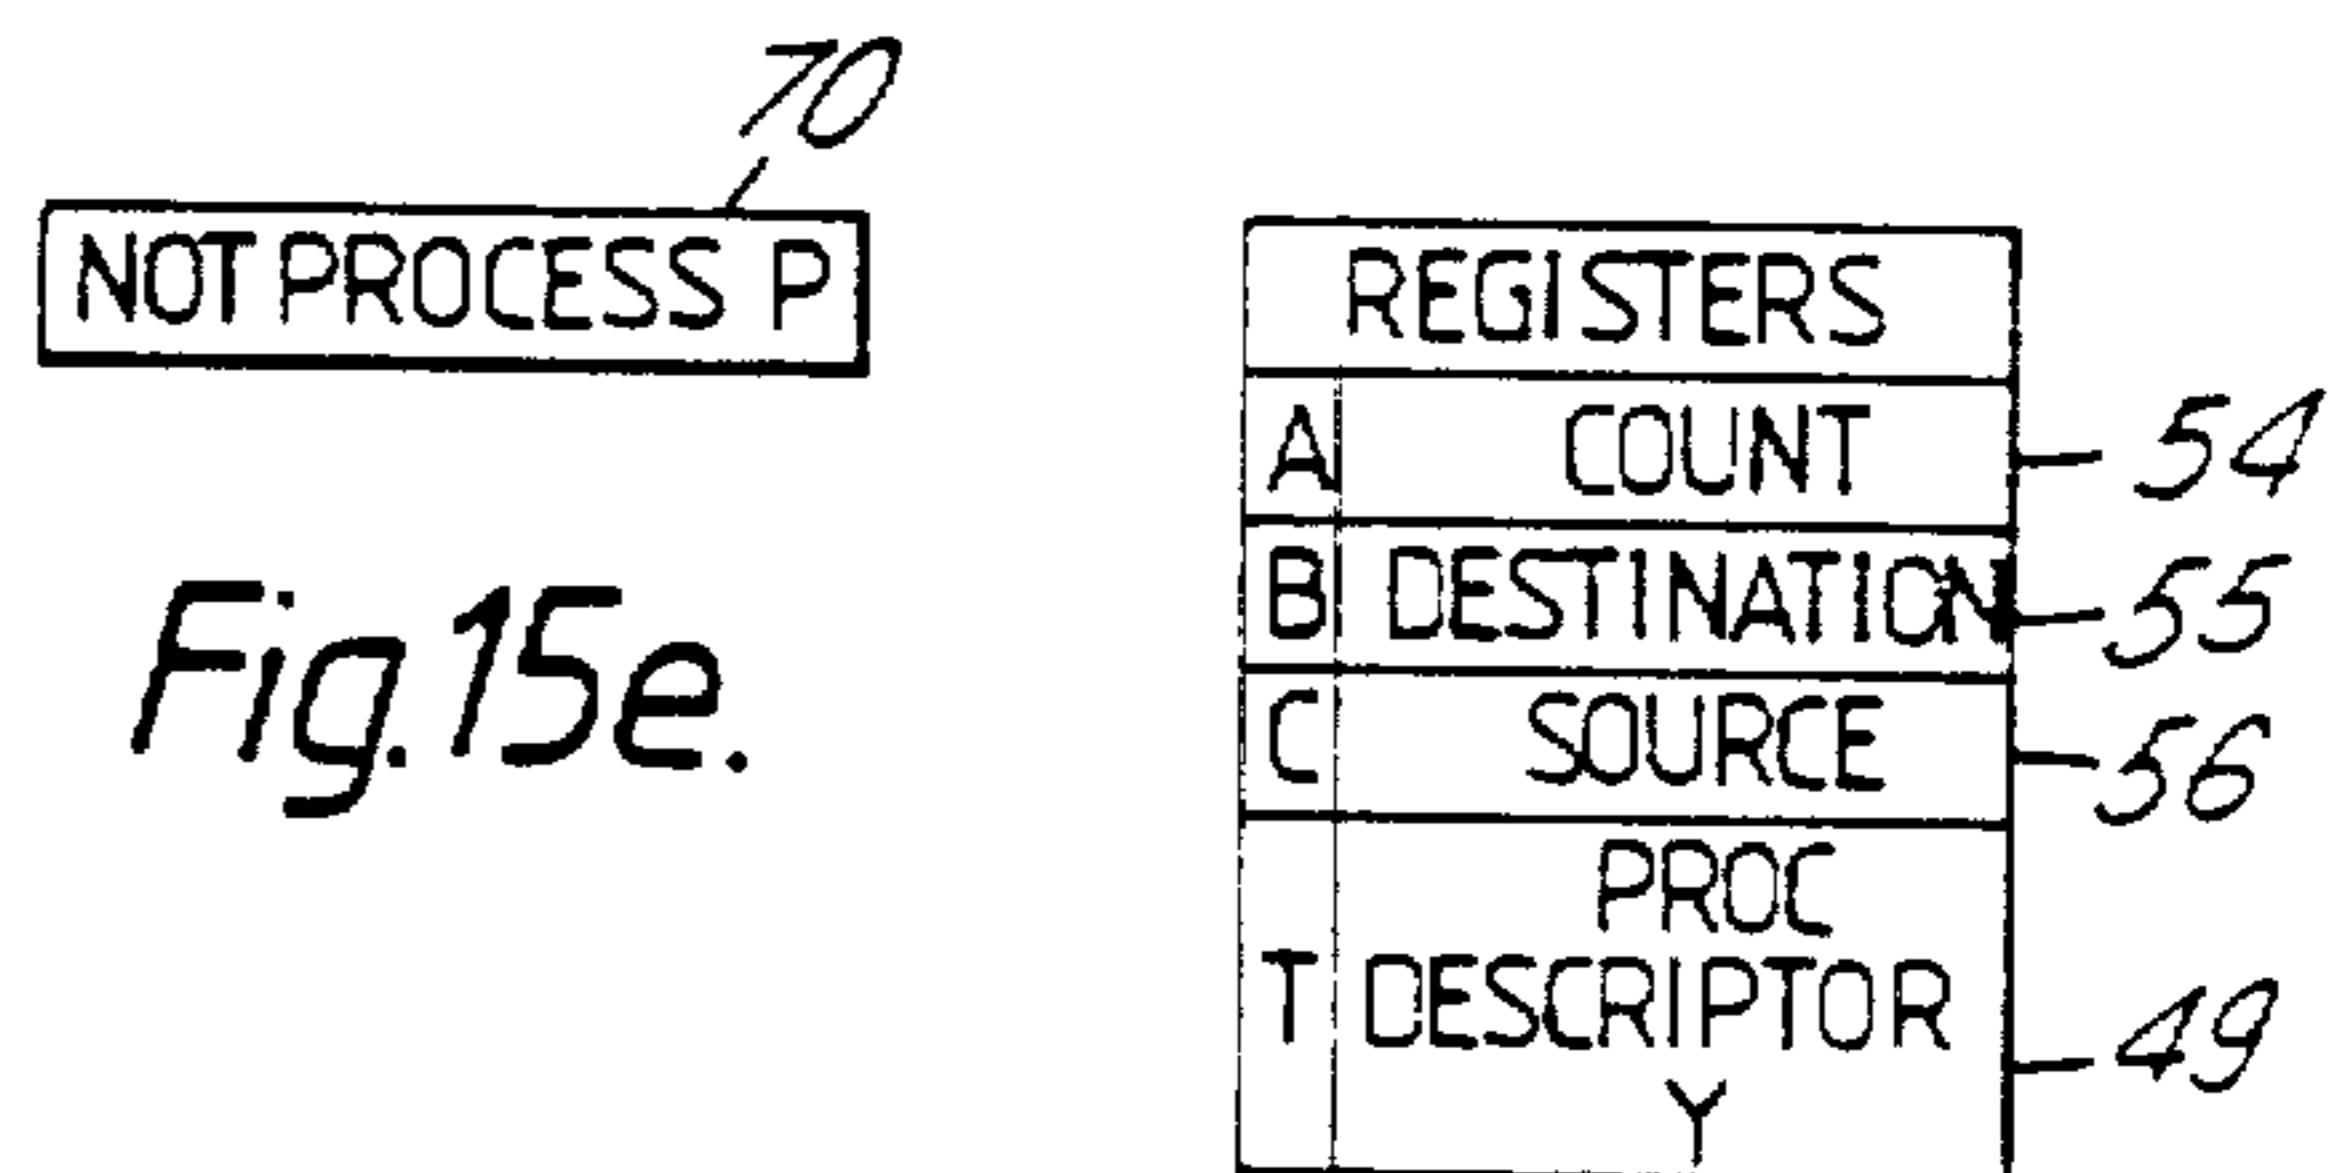 70
NOT PROCESS P
Fig.15e.
REGISTERS
A COUNT 54
B DESTINATION 55
C SOURCE 56
PROC
T DESCRIPTOR
49
Y